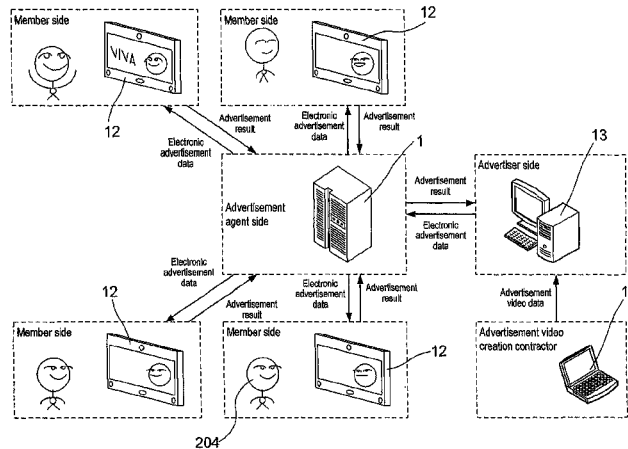 Member side
VIVA
12
Member side
12
Advertisement
result
Electronic
advertisement
data
Electronic
advertisement
data
Advertisement
result
1
Advertisement
agent side
Advertisement
result
Electronic
advertisement
data
Advertiser side
13
Electronic
advertisement
data
Advertisement
result
Electronic
advertisement
data
Advertisement
result
Advertisement
video data
12
Member side
Member side
12
204
Advertisement video
creation contractor
1